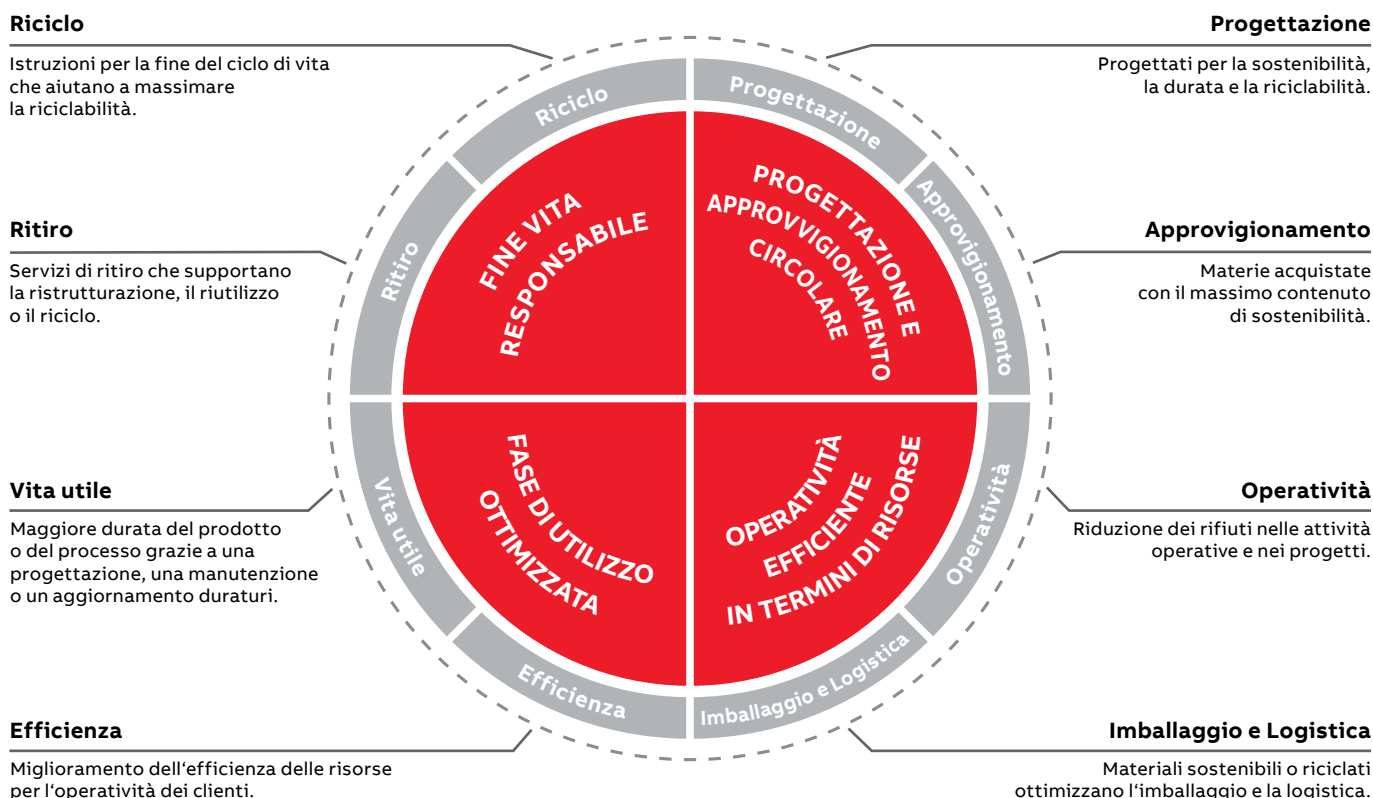 Riciclo
Istruzioni per la fine del ciclo di vita
che aiutano a massimare
la riciclabilità.
Ritiro
Servizi di ritiro che supportano
la ristrutturazione, il riutilizzo
o il riciclo.
Vita utile
Maggiore durata del prodotto
o del processo grazie a una
progettazione, una manutenzione
o un aggiornamento duraturi.
Efficienza
Miglioramento dell‘efficienza delle risorse
per l‘operatività dei clienti.
Riciclo
Progettazione
Approvigionamento
Operatività
Imballaggio e Logistica
Efficienza
Vita utile
Ritiro
FINE VITA
RESPONSABILE
PROGETTAZIONE E
APPROVVIGIONAMENTO
CIRCOLARE
FASE DI UTILIZZO
OTTIMIZZATA
OPERATIVITÀ
EFFICIENTE
IN TERMINI DI RISORSE
Progettazione
Progettati per la sostenibilità,
la durata e la riciclabilità.
Approvigionamento
Materie acquistate
con il massimo contenuto
di sostenibilità.
Operatività
Riduzione dei rifiuti nelle attività
operative e nei progetti.
Imballaggio e Logistica
Materiali sostenibili o riciclati
ottimizzano l‘imballaggio e la logistica.